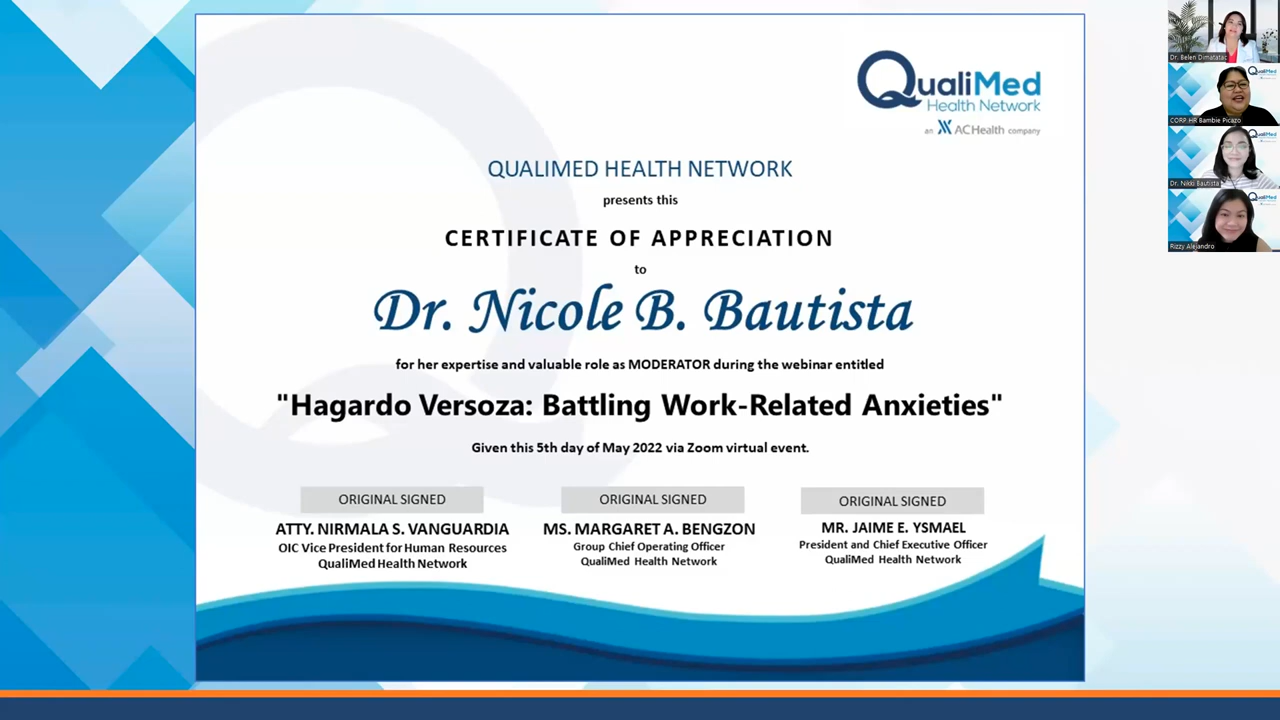 QualiMed
Health Network
an ACHealth company
QUALIMED HEALTH NETWORK
presents this
CERTIFICATE OF APPRECIATION
to
Dr. Nicole B. Bautista
for her expertise and valuable role as MODERATOR during the webinar entitled
"Hagardo Versoza: Battling Work-Related Anxieties"
Given this 5th day of May 2022 via Zoom virtual event.
ORIGINAL SIGNED
ATTY. NIRMALA S. VANGUARDIA
OIC Vice President for Human Resources
QualiMed Health Network
ORIGINAL SIGNED
MS. MARGARET A. BENGZON
Group Chief Operating Officer
QualiMed Health Network
ORIGINAL SIGNED
MR. JAIME E. YSMAEL
President and Chief Executive Officer
QualiMed Health Network
Dr. Belen Dimatatac
QualiMed
CORP HR Bambie Picazo
QualiMed
Dr. Nikki Bautista
QualiMed
Rizzy Alejandro